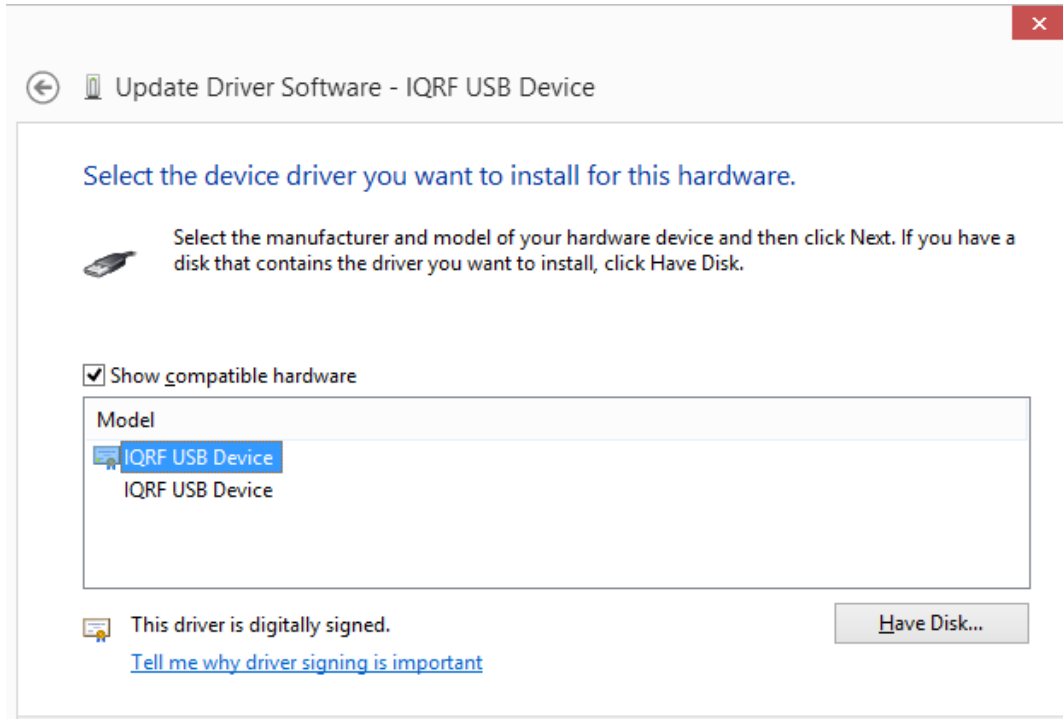 Update Driver Software - IQRF USB Device
Select the device driver you want to install for this hardware.
Select the manufacturer and model of your hardware device and then click Next. If you have a
disk that contains the driver you want to install, click Have Disk.
Show compatible hardware
Model
IQRF USB Device
IQRF USB Device
This driver is digitally signed.
Have Disk...
Tell me why driver signing is important